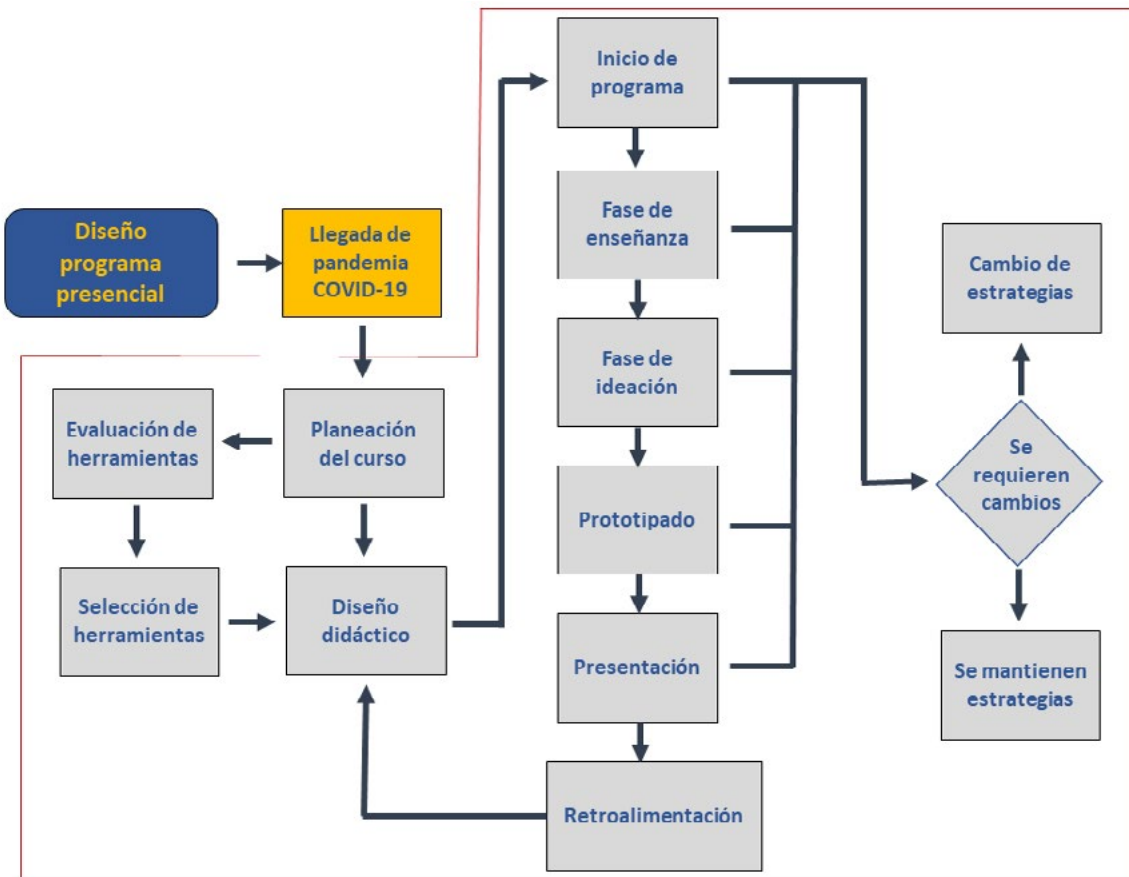 Diseño
programa
presencial
Llegada de
pandemia
COVID-19
Evaluación de
herramientas
Planeación
del curso
Selección de
herramientas
Diseño
didáctico
Inicio de
programa
Fase de
enseñanza
Fase de
ideación
Prototipado
Presentación
Retroalimentación
Cambio de
estrategias
Se
requieren
cambios
Se mantienen
estrategias